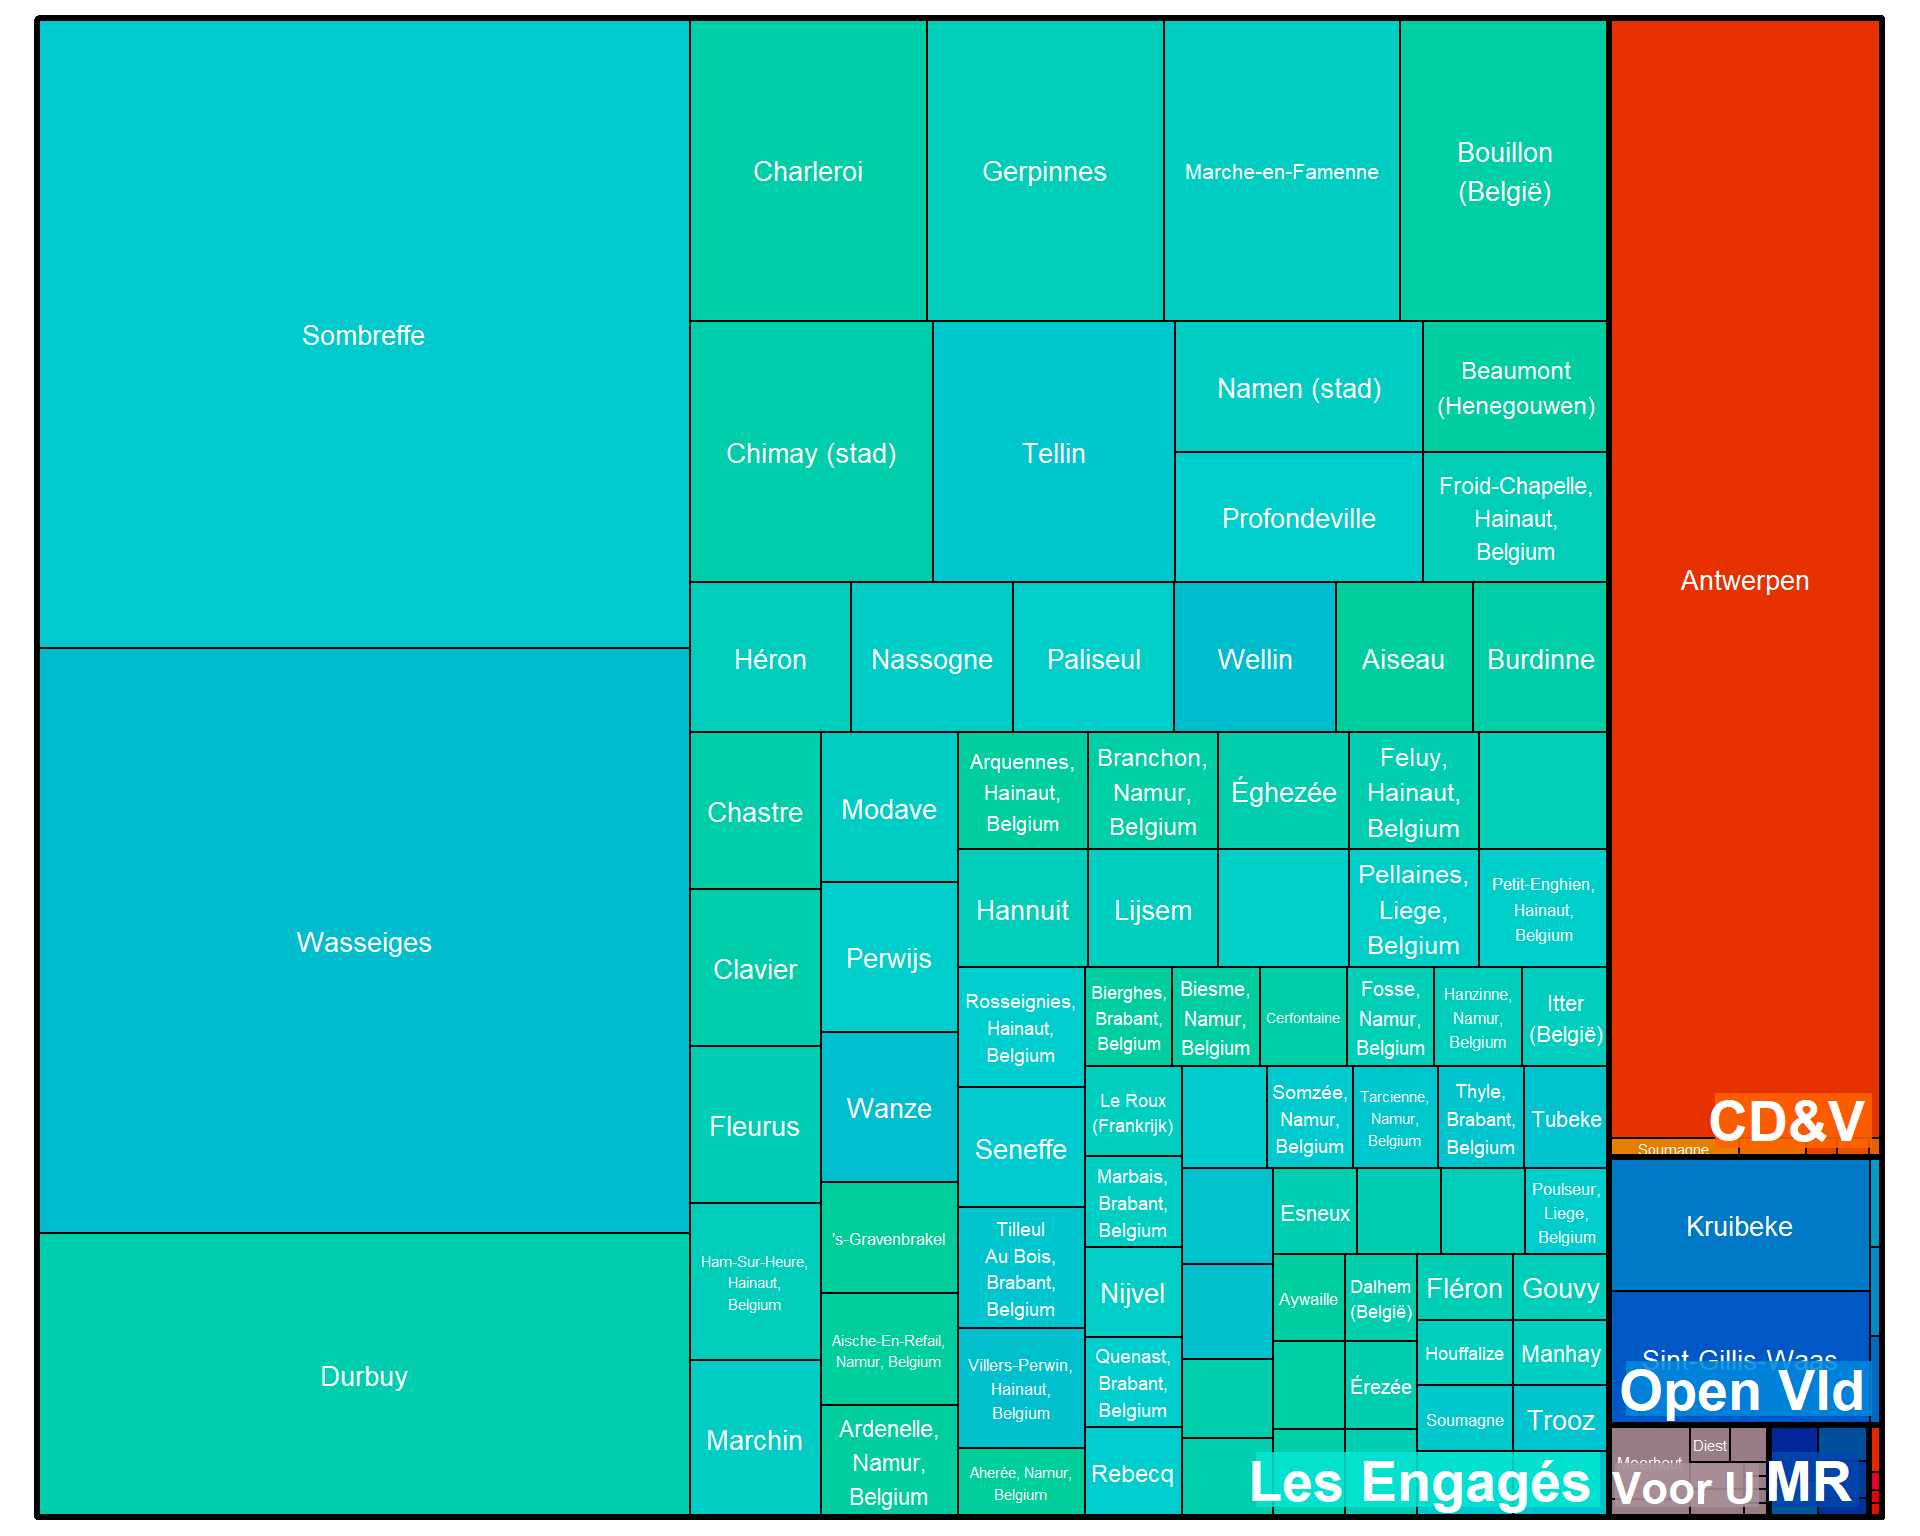 Sombreffe
Wasseiges
Durbuy
Charleroi
Gerpinnes
Marche-en-Famenne
Bouillon
(België)
Chimay (stad)
Tellin
Namen (stad)
Beaumont
(Henegouwen)
Profondeville
Froid-Chapelle,
Hainaut,
Belgium
Héron
Nassogne
Paliseul
Wellin
Aiseau
Burdinne
Chastre
Clavier
Fleurus
Ham-Sur-Heure,
Hainaut,
Belgium
Marchin
Modave
Perwijs
Wanze
's-Gravenbrakel
Aische-En-Refail,
Namur, Belgium
Ardenelle,
Namur,
Belgium
Arquennes,
Hainaut,
Belgium
Branchon,
Namur,
Belgium
Éghezée
Feluy,
Hainaut,
Belgium
Hannuit
Lijsem
Pellaines,
Liege,
Belgium
Petit-Enghien,
Hainaut,
Belgium
Rosseignies,
Hainaut,
Belgium
Seneffe
Tilleul
Au Bois,
Brabant,
Belgium
Villers-Perwin,
Hainaut,
Belgium
Aherée, Namur,
Belgium
Bierghes,
Brabant,
Belgium
Biesme,
Namur,
Belgium
Cerfontaine
Fosse,
Namur,
Belgium
Hanzinne,
Namur,
Belgium
Itter
(België)
Le Roux
(Frankrijk)
Marbais,
Brabant,
Belgium
Nijvel
Quenast,
Brabant,
Belgium
Rebecq
Somzée,
Namur,
Belgium
Tarcienne,
Namur,
Belgium
Thyle,
Brabant,
Belgium
Tubeke
Esneux
Poulseur,
Liege,
Belgium
Aywaille
Dalhem
(België)
Érezée
Fléron
Gouvy
Houffalize
Manhay
Soumagne
Trooz
Les Engagés
Antwerpen
CD&V
Soumagne
Kruibeke
Sint-Gillis-Waas
Open Vld
Diest
Meerhout
Voor U
MR